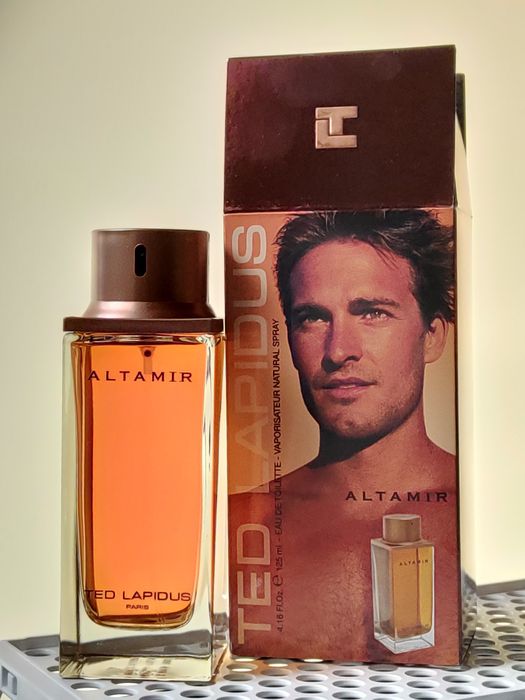 ALTAMIR
TED LAPIDUS
PARIS
TED LAPIDUS
4.16 Fl.Oz. ℮ 125 ml - EAU DE TOILETTE - VAPORISATEUR NATURAL SPRAY
ALTAMIR
ALTAMIR